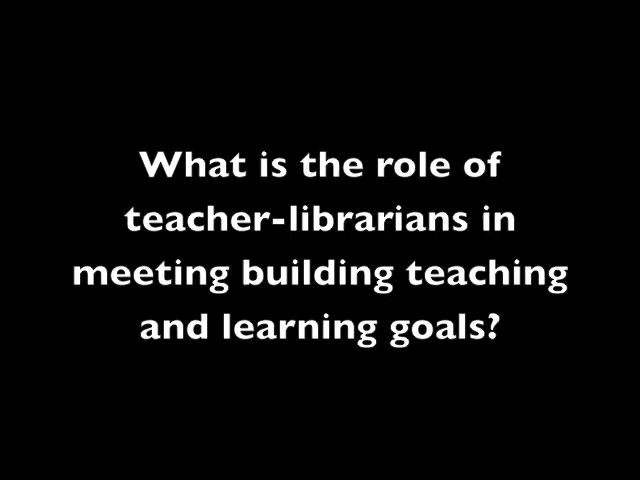 What is the role of
teacher-librarians in
meeting building teaching
and learning goals?